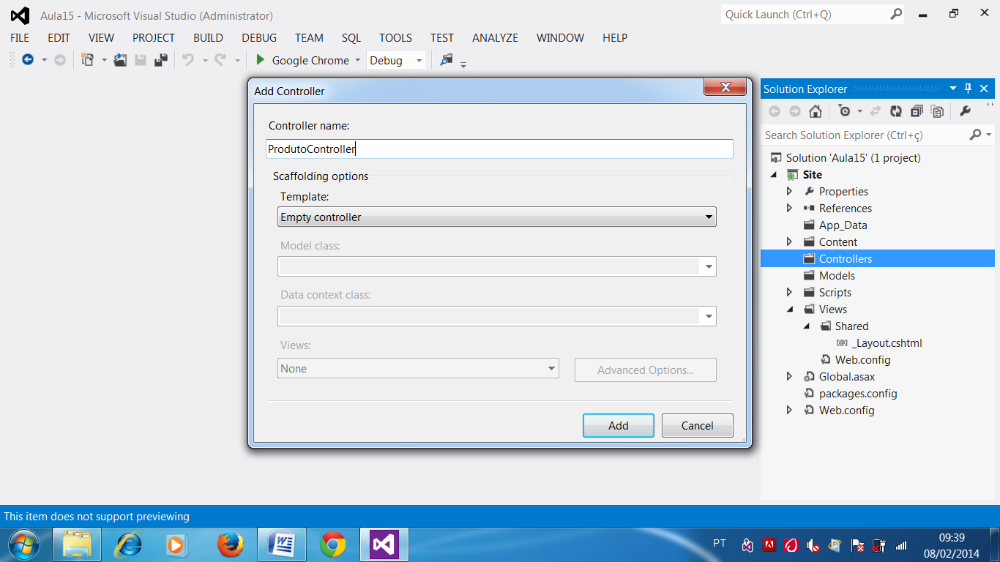 Aula15 - Microsoft Visual Studio (Administrator)
Quick Launch (Ctrl+Q)
FILE EDIT VIEW PROJECT BUILD DEBUG TEAM SQL TOOLS TEST ANALYZE WINDOW HELP
Google Chrome Debug
Add Controller
Controller name:
ProdutoController
Scaffolding options
Template:
Empty controller
Model class:
Data context class:
Views:
None
Advanced Options...
Add Cancel
Solution Explorer
Search Solution Explorer (Ctrl+ç)
Solution 'Aula15' (1 project)
Site
Properties
References
App_Data
Content
Controllers
Models
Scripts
Views
Shared
_Layout.cshtml
Web.config
Global.asax
packages.config
Web.config
This item does not support previewing
PT
09:39
08/02/2014